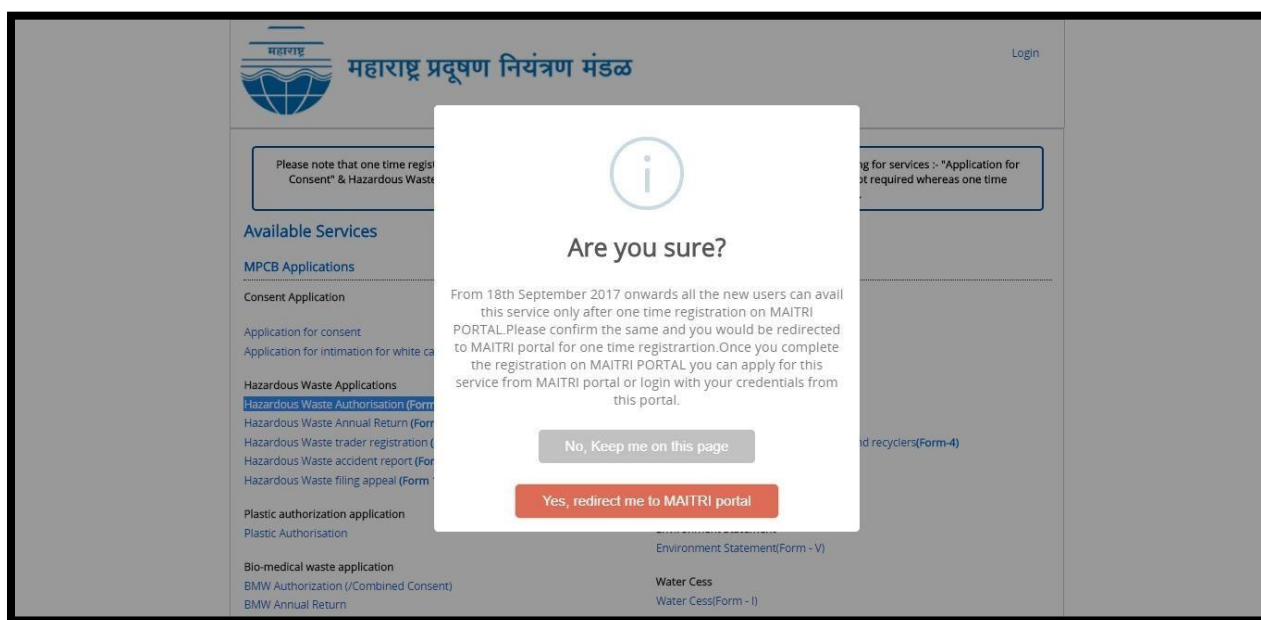 महाराष्ट्र
महाराष्ट्र प्रदूषण नियंत्रण मंडळ
Login
Please note that one time
ng for services :- "Application for
Consent" & Hazardous Waste
required whereas one time
Available Services
MPCB Applications
Consent Application
Application for consent
Application for intimation for white
Hazardous Waste Applications
Hazardous Waste Authorisation (Form
Hazardous Waste Annual Return (For
Hazardous Waste trader registration (
Hazardous Waste accident report (For
Hazardous Waste filing appeal (Form
Plastic authorization application
Plastic Authorisation
Bio-medical waste application
BMW Authorization (/Combined Consent)
BMW Annual Return
i
Are you sure?
From 18th September 2017 onwards all the new users can avail
this service only after one time registration on MAITRI
PORTAL.Please confirm the same and you would be redirected
to MAITRI portal for one time registrartion.Once you complete
the registration on MAITRI PORTAL you can apply for this
service from MAITRI portal or login with your credentials from
this portal.
No, Keep me on this page
Yes, redirect me to MAITRI portal
nd recyclers(Form-4)
Environment Statement(Form - V)
Water Cess
Water Cess(Form - I)